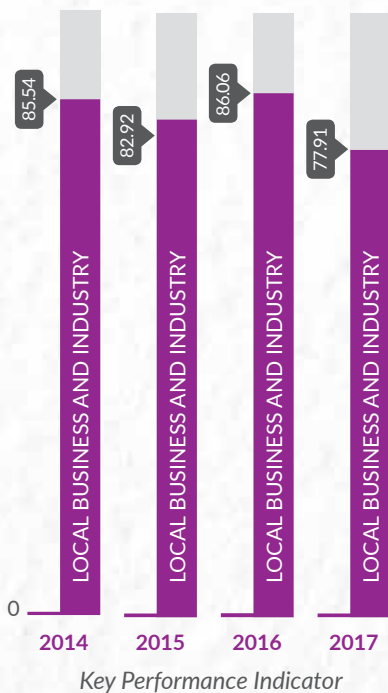 85.54
82.92
86.06
77.91
LOCAL BUSINESS AND INDUSTRY
LOCAL BUSINESS AND INDUSTRY
LOCAL BUSINESS AND INDUSTRY
LOCAL BUSINESS AND INDUSTRY
0
2014 2015 2016 2017
Key Performance Indicator